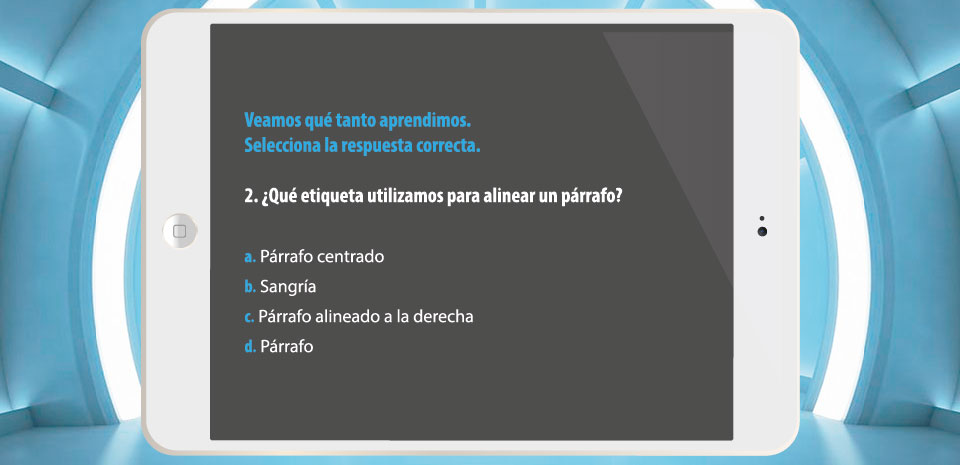 Veamos qué tanto aprendimos.
Selecciona la respuesta correcta.
2. ¿Qué etiqueta utilizamos para alinear un párrafo?
a. Párrafo centrado
b. Sangría
c. Párrafo alineado a la derecha
d. Párrafo